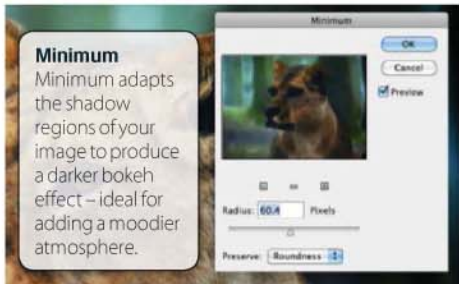 Minimum
Minimum adapts
the shadow
regions of your
image to produce
a darker bokeh
effect – ideal for
adding a moodier
atmosphere.
Minimum
OK
Cancel
Preview
Radius: 60.4 Pixels
Preserve: Roundness